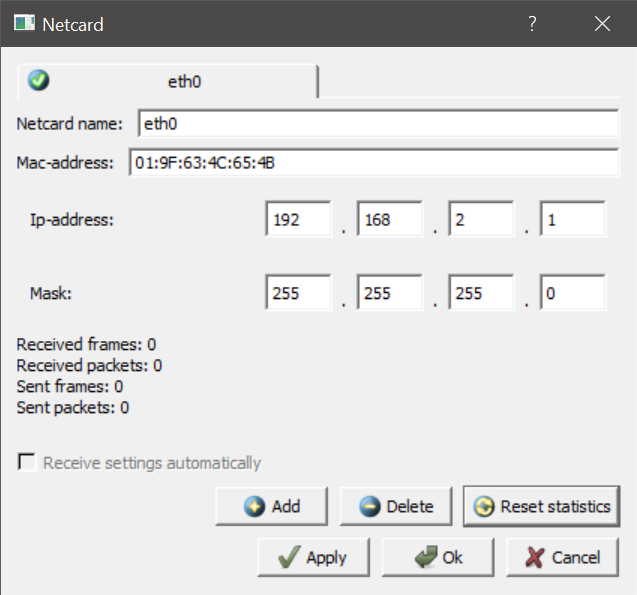 Netcard ?
eth0
Netcard name: eth0
Mac-address: 01:9F:63:4C:65:4B
Ip-address: 192 . 168 . 2 . 1
Mask: 255 . 255 . 255 . 0
Received frames: 0
Received packets: 0
Sent frames: 0
Sent packets: 0
Receive settings automatically
Add Delete Reset statistics
Apply Ok Cancel